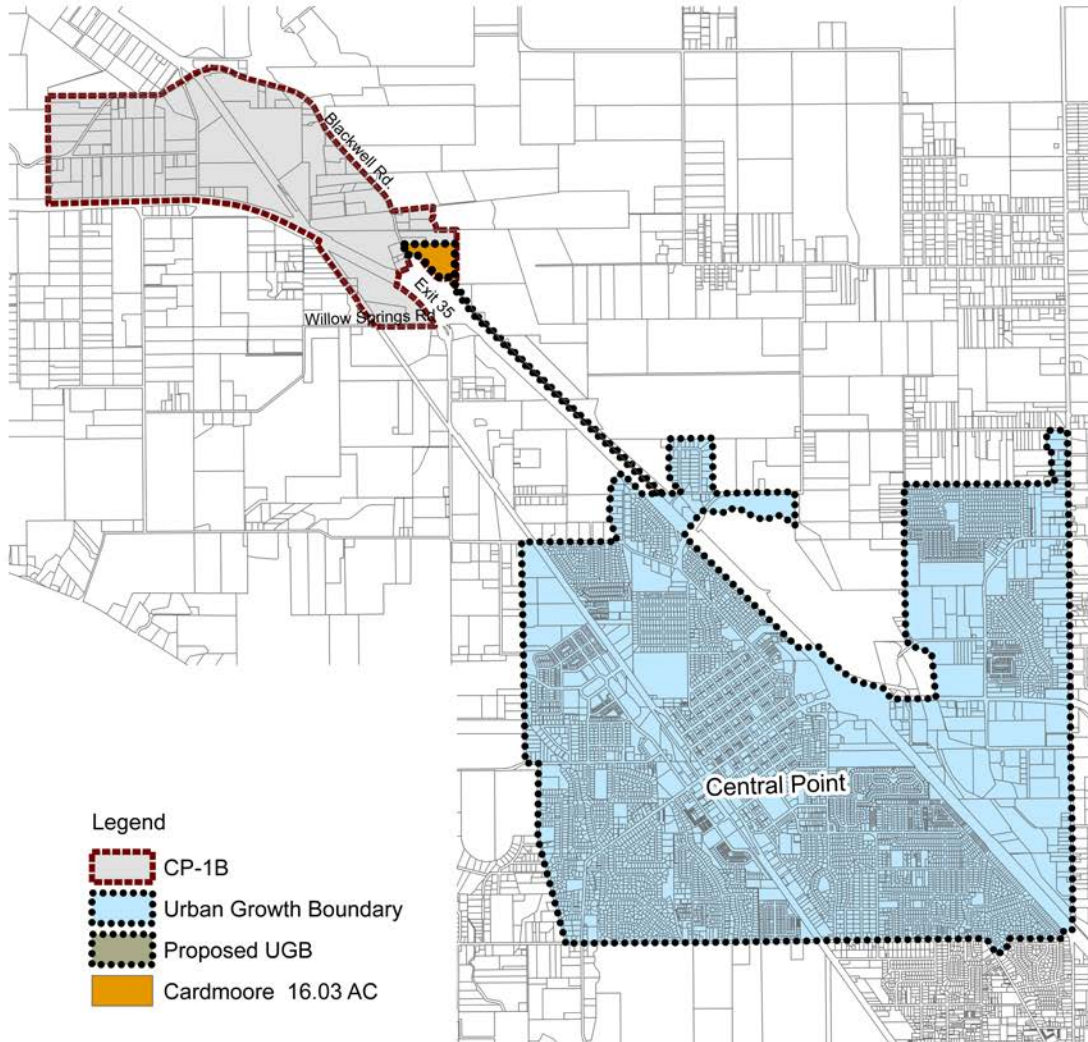 Blackwell Rd.
Exit 35
Willow Springs Rd
Central Point
Legend
CP-1B
Urban Growth Boundary
Proposed UGB
Cardmoore 16.03 AC